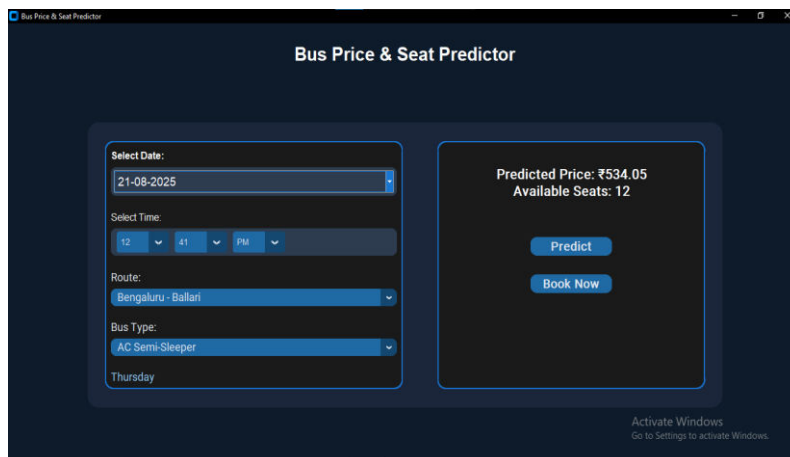 Bus Price & Seat Predictor
Bus Price & Seat Predictor
Select Date:
21-08-2025
Select Time:
12 41 PM
Route:
Bengaluru - Ballari
Bus Type:
AC Semi-Sleeper
Thursday
Predicted Price: ₹534.05
Available Seats: 12
Predict
Book Now
Activate Windows
Go to Settings to activate Windows.